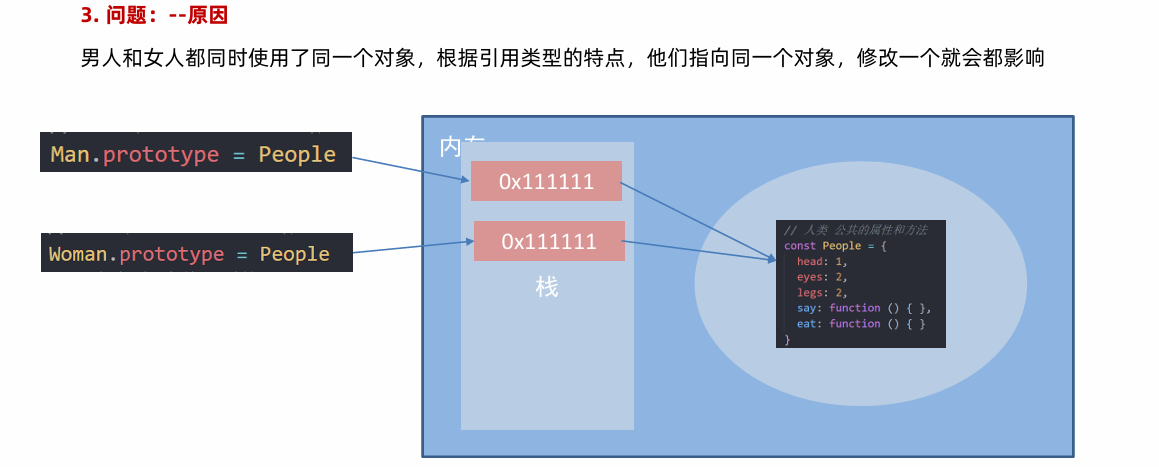 3. 问题：--原因
男人和女人都同时使用了同一个对象，根据引用类型的特点，他们指向同一个对象，修改一个就会都影响
内存
Man.prototype = People
0x111111
Woman.prototype = People
0x111111
栈
// 人类 公共的属性和方法
const People = {
head: 1,
eyes: 2,
legs: 2,
say: function () { },
eat: function () { }
}